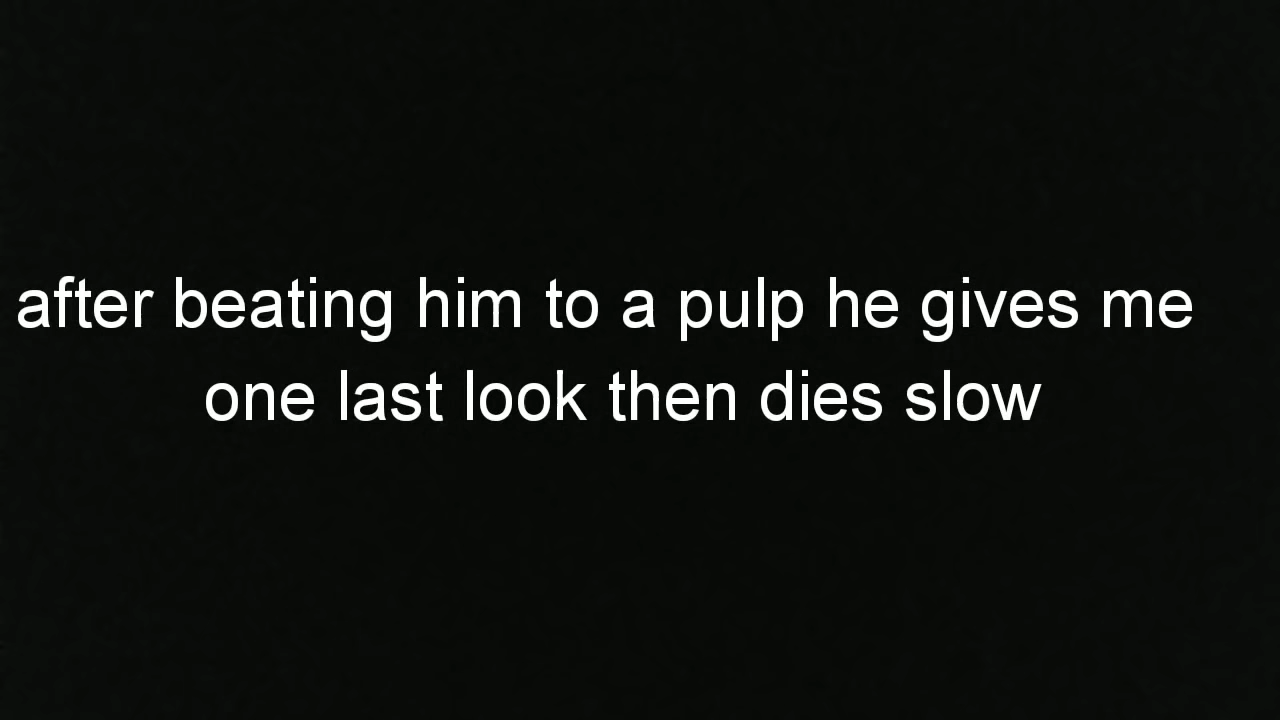 after beating him to a pulp he gives me
one last look then dies slow